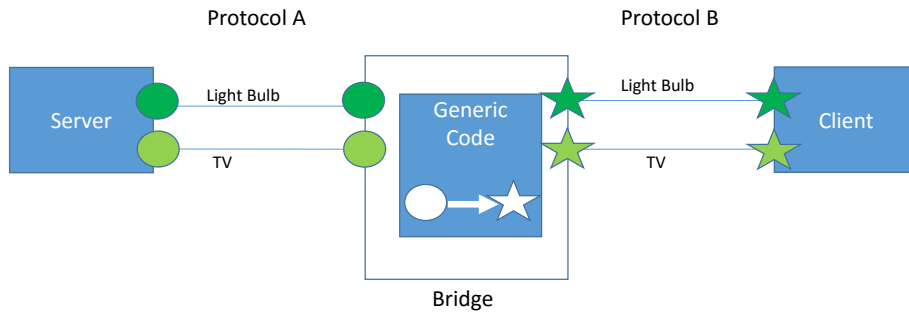 Protocol A
Protocol B
Server
Light Bulb
TV
Generic
Code
Light Bulb
TV
Client
Bridge